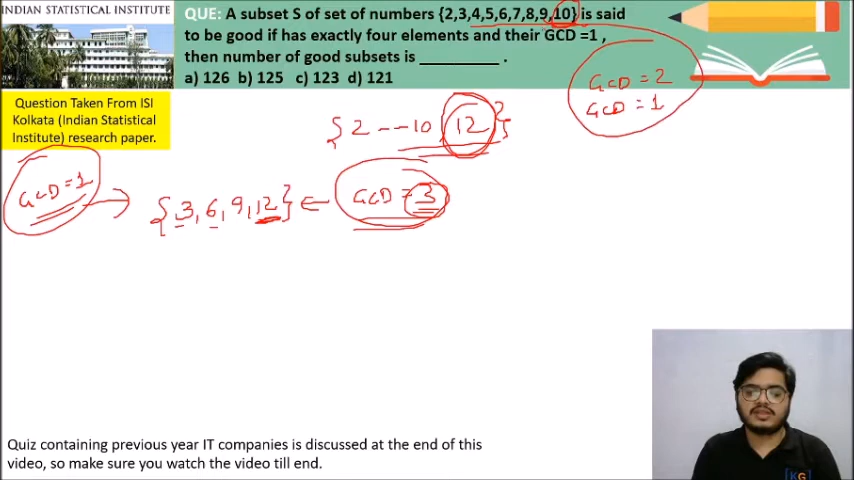 INDIAN STATISTICAL INSTITUTE
QUE: A subset S of set of numbers {2,3,4,5,6,7,8,9,10} is said
to be good if has exactly four elements and their GCD =1 ,
then number of good subsets is __________ .
a) 126 b) 125 c) 123 d) 121
GCD = 2
GCD = 1
Question Taken From ISI
Kolkata (Indian Statistical
Institute) research paper.
{ 2 - - 10 12 }
GCD = 1
{ 3, 6, 9, 12 }
GCD = 3
Quiz containing previous year IT companies is discussed at the end of this
video, so make sure you watch the video till end.
KG